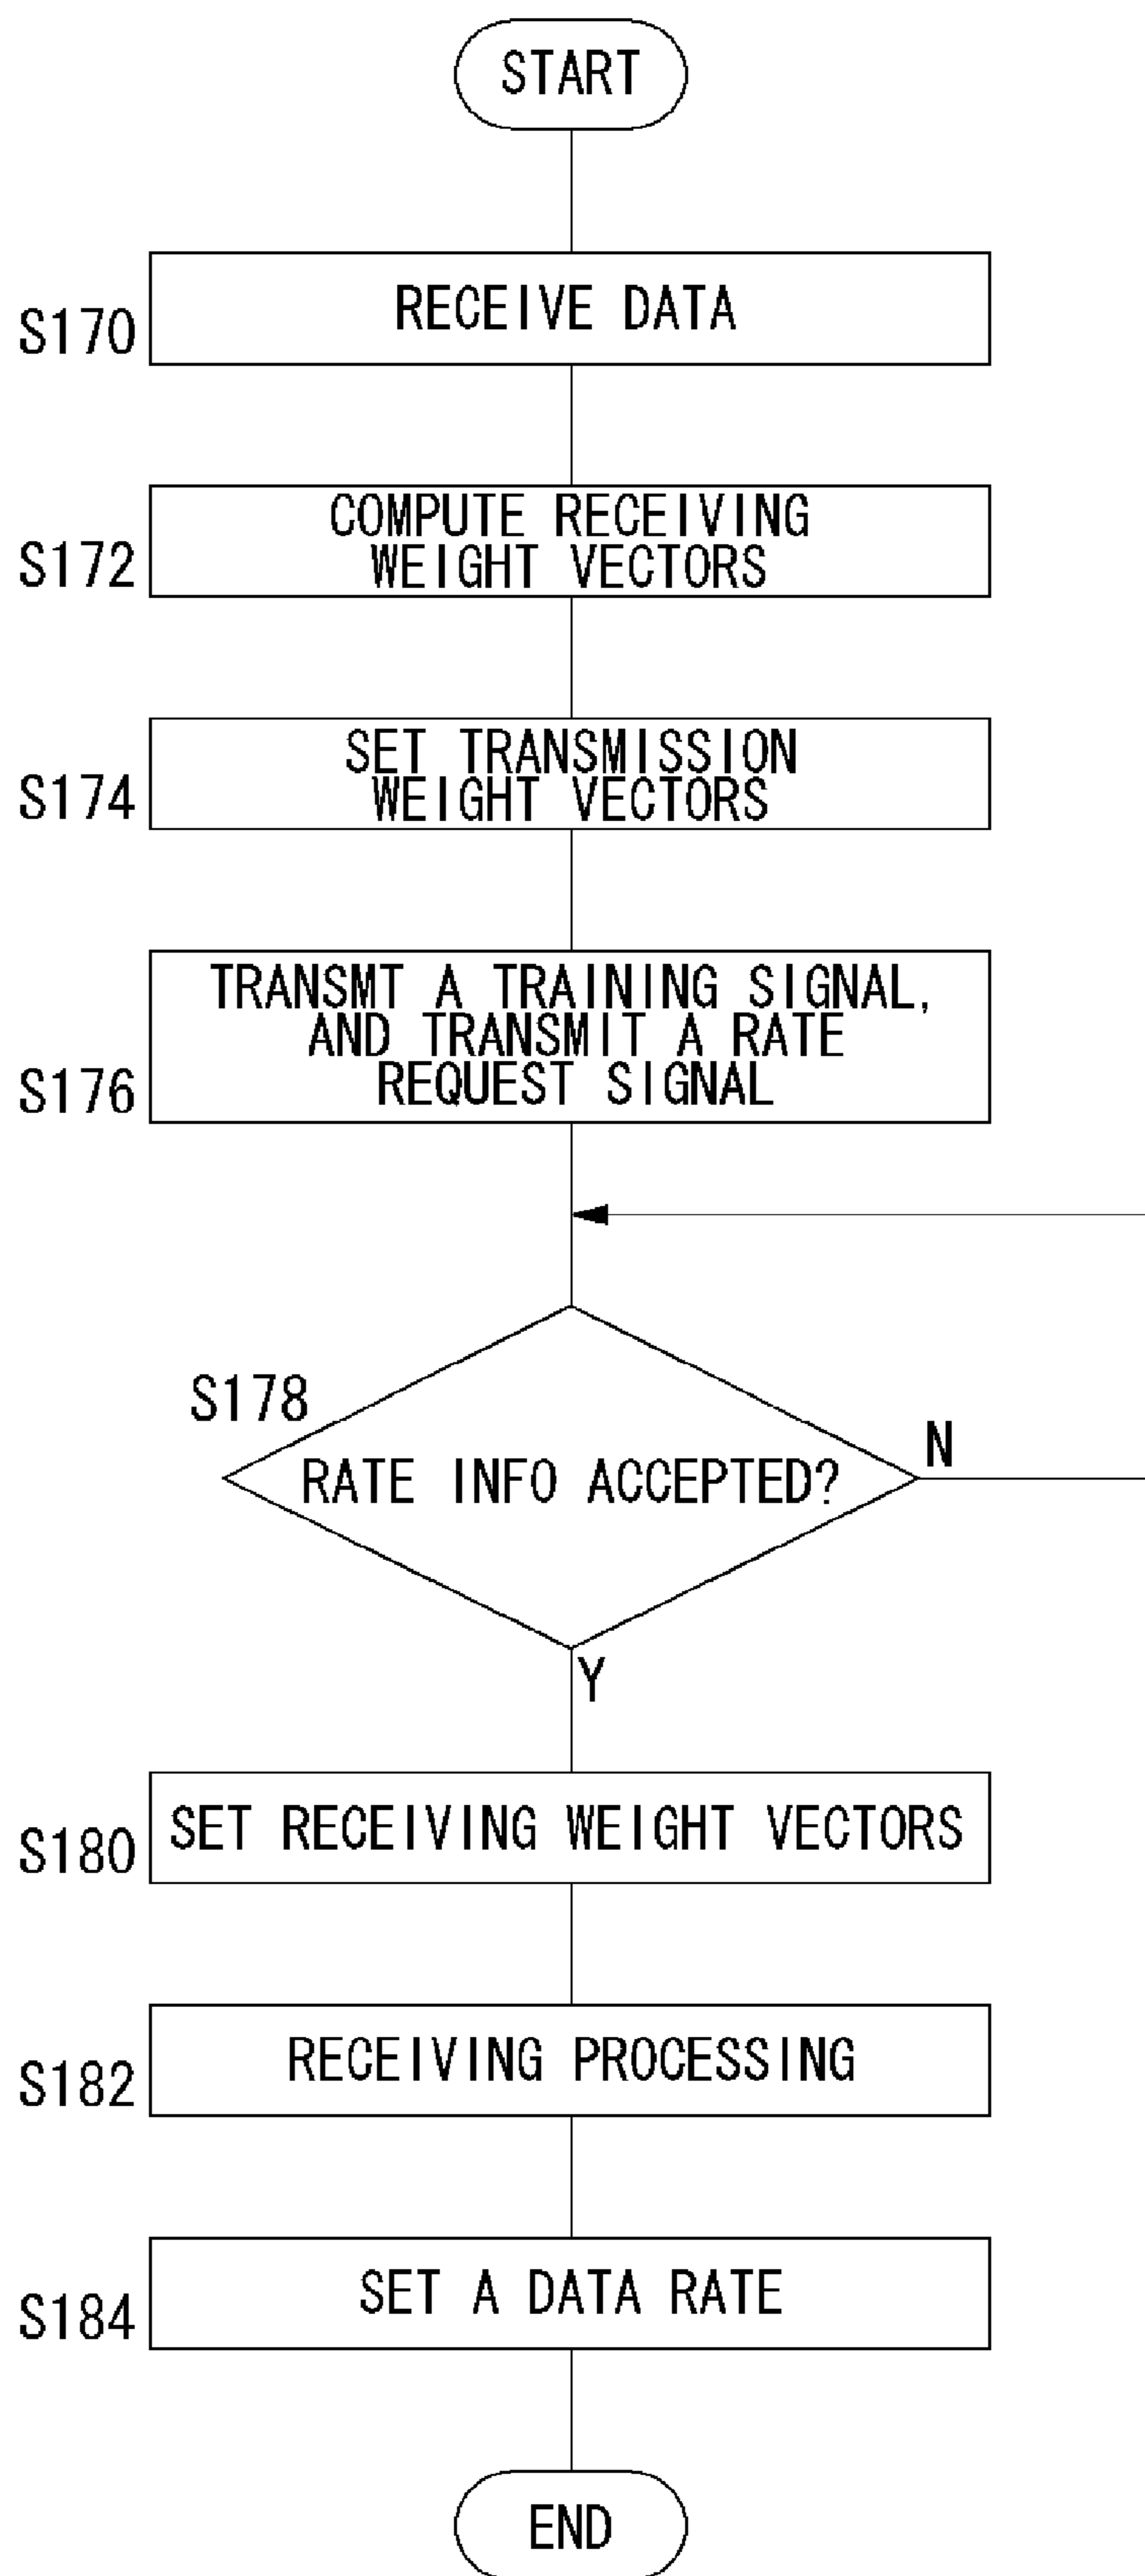 START
S170
RECEIVE DATA
S172
COMPUTE RECEIVING
WEIGHT VECTORS
S174
SET TRANSMISSION
WEIGHT VECTORS
S176
TRANSMT A TRAINING SIGNAL,
AND TRANSMIT A RATE
REQUEST SIGNAL
S178
RATE INFO ACCEPTED?
N
Y
S180
SET RECEIVING WEIGHT VECTORS
S182
RECEIVING PROCESSING
S184
SET A DATA RATE
END